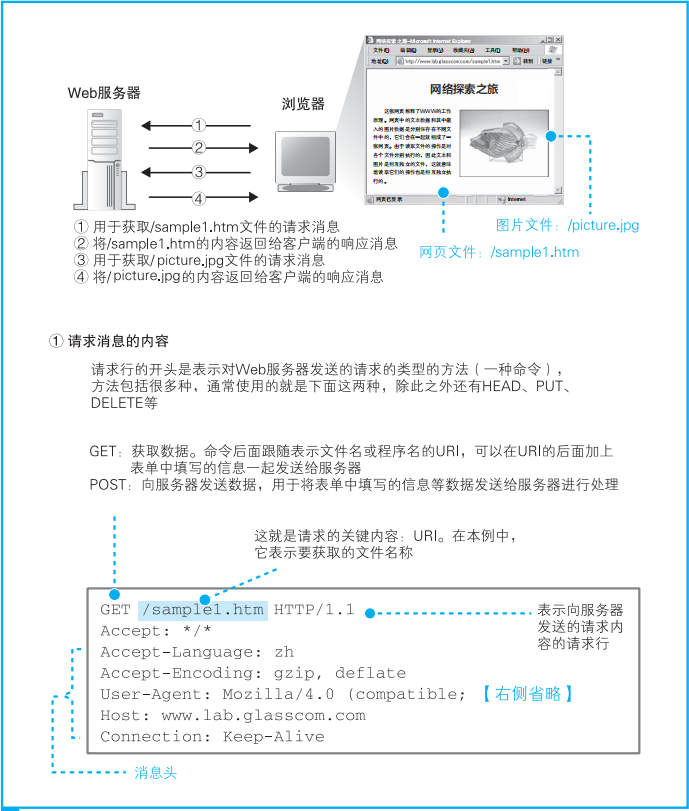 网络探索之旅-Microsoft Internet Explorer
文件(F) 编辑(E) 显示(V) 收藏夹(A) 工具(T) 帮助(H)
地址(D) http://www.lab.glasscom.com/sample1.htm 转到 链接
网络探索之旅
这张网页解释了WWW的工作
原理。网页中的文本数据和其中嵌
入的图片数据是分别保存在不同文
件中的，它们合在一起就组成了一
张网页。由于读取文件的操作是对
各个文件分别执行的，因此文本和
图片是相互独立的文件，这就意味
着读取它们的操作也是相互独立执
行的。
网页已显示 Internet
Web服务器
浏览器
①
②
③
④
图片文件：/picture.jpg
网页文件：/sample1.htm
① 用于获取/sample1.htm文件的请求消息
② 将/sample1.htm的内容返回给客户端的响应消息
③ 用于获取/picture.jpg文件的请求消息
④ 将/picture.jpg的内容返回给客户端的响应消息
① 请求消息的内容
请求行的开头是表示对Web服务器发送的请求的类型的方法（一种命令），
方法包括很多种，通常使用的就是下面这两种，除此之外还有HEAD、PUT、
DELETE等
GET：获取数据。命令后面跟随表示文件名或程序名的URI，可以在URI的后面加上
表单中填写的信息一起发送给服务器
POST：向服务器发送数据，用于将表单中填写的信息等数据发送给服务器进行处理
这就是请求的关键内容：URI。在本例中，
它表示要获取的文件名称
GET /sample1.htm HTTP/1.1
Accept: */*
Accept-Language: zh
Accept-Encoding: gzip, deflate
User-Agent: Mozilla/4.0 (compatible; 【右侧省略】
Host: www.lab.glasscom.com
Connection: Keep-Alive
表示向服务器
发送的请求内
容的请求行
消息头